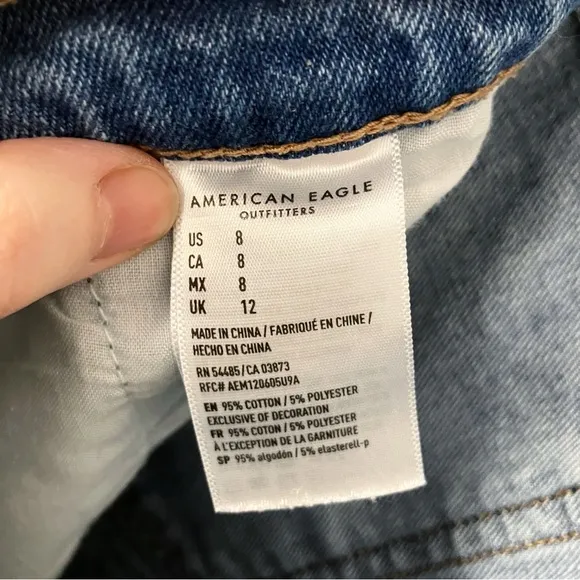 AMERICAN EAGLE
OUTFITTERS
US 8
CA 8
MX 8
UK 12
MADE IN CHINA / FABRIQUÉ EN CHINE /
HECHO EN CHINA
RN 54485 / CA 03873
RFC# AEM120605U9A
EN 95% COTTON / 5% POLYESTER
EXCLUSIVE OF DECORATION
FR 95% COTON / 5% POLYESTER
À L'EXCEPTION DE LA GARNITURE
SP 95% algodón / 5% elasterell-p